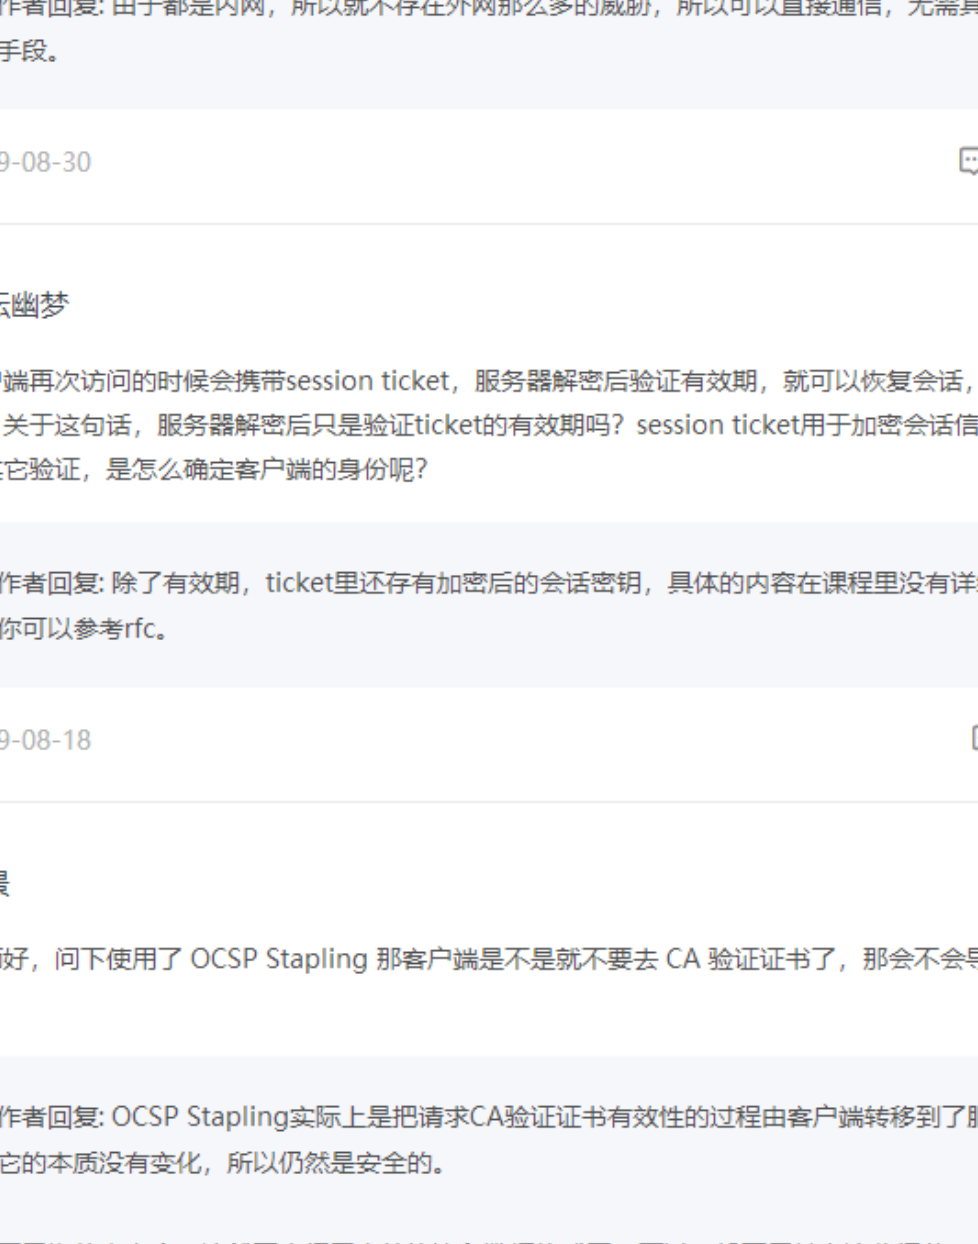 作者回复: 由于都是内网，所以就不存在外网那么多的威胁，所以可以直接通信，无需
手段。
9-08-30
幽梦
端再次访问的时候会携带session ticket，服务器解密后验证有效期，就可以恢复会话，
关于这句话，服务器解密后只是验证ticket的有效期吗？session ticket用于加密会话信
它验证，是怎么确定客户端的身份呢？
作者回复: 除了有效期，ticket里还存有加密后的会话密钥，具体的内容在课程里没有详
你可以参考rfc。
9-08-18
好，问下使用了 OCSP Stapling 那客户端是不是就不要去 CA 验证证书了，那会不会
作者回复: OCSP Stapling实际上是把请求CA验证证书有效性的过程由客户端转移到了
它的本质没有变化，所以仍然是安全的。